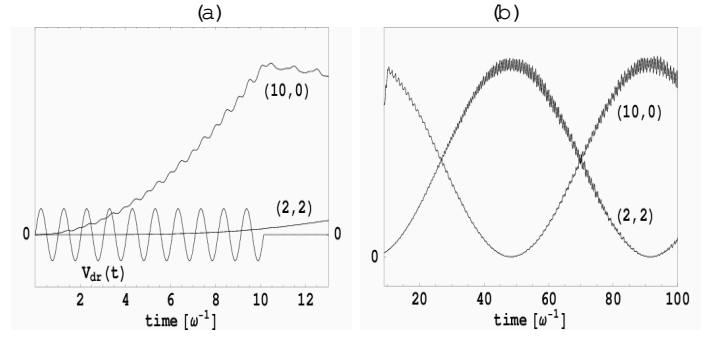 (a)
(10,0)
(2,2)
0
0
V_dr(t)
2 4 6 8 10 12
time [ω⁻¹]
(b)
(10,0)
(2,2)
0
20 40 60 80 100
time [ω⁻¹]